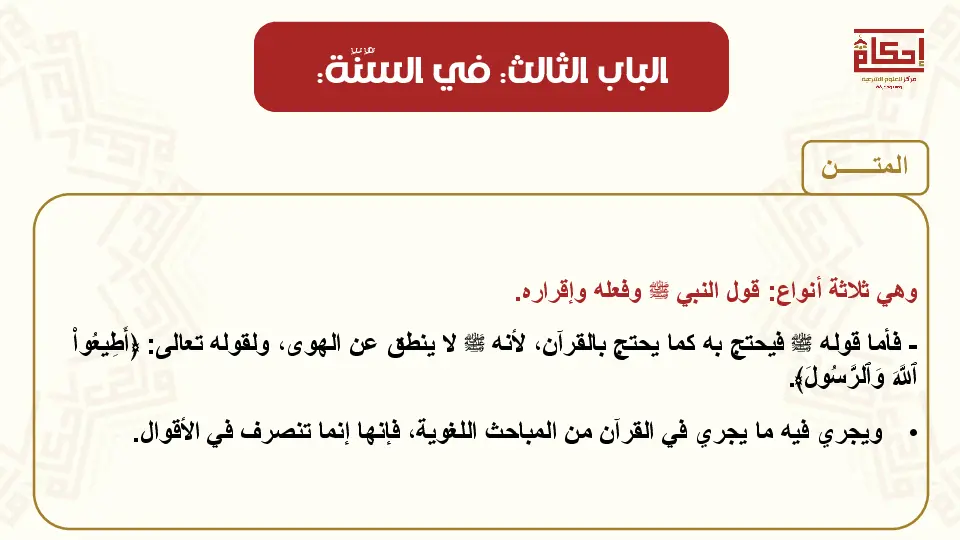 إحكام
مركز للعلوم الشرعية
الباب الثالث: في السُّنَّة:
المتـــــن
وهي ثلاثة أنواع: قول النبي ﷺ وفعله وإقراره.
- فأما قوله ﷺ فيحتج به كما يحتج بالقرآن، لأنه ﷺ لا ينطق عن الهوى، ولقوله تعالى: ﴿أَطِيعُواْ
ٱللَّهَ وَٱلرَّسُولَ﴾.
• ويجري فيه ما يجري في القرآن من المباحث اللغوية، فإنها إنما تنصرف في الأقوال.